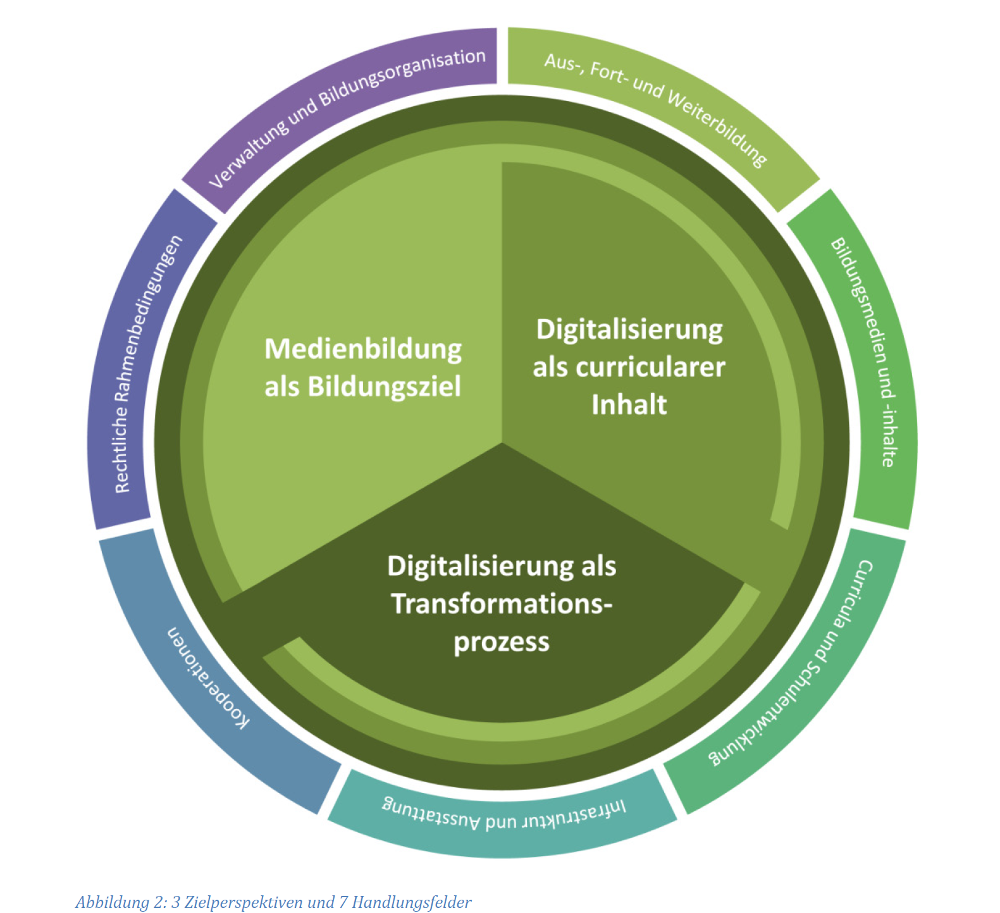 Verwaltung und Bildungsorganisation
Aus-, Fort- und Weiterbildung
Bildungsmedien und -inhalte
Curricula und Schulentwicklung
Infrastruktur und Ausstattung
Kooperationen
Rechtliche Rahmenbedingungen
Medienbildung
als Bildungsziel
Digitalisierung
als curricularer
Inhalt
Digitalisierung als
Transformations-
prozess
Abbildung 2: 3 Zielperspektiven und 7 Handlungsfelder